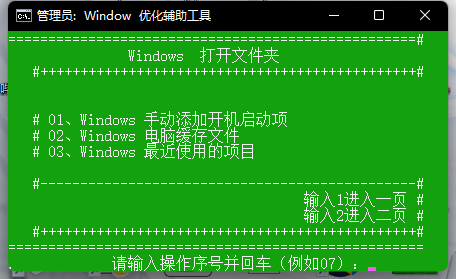 管理员: Window 优化辅助工具
====================================================#
Windows 打开文件夹
#+++++++++++++++++++++++++++++++++++++++++++++++#
# 01、Windows 手动添加开机启动项
# 02、Windows 电脑缓存文件
# 03、Windows 最近使用的项目
#-----------------------------------------------#
输入1进入一页 #
输入2进入二页 #
#+++++++++++++++++++++++++++++++++++++++++++++++#
====================================================
请输入操作序号并回车（例如07）: